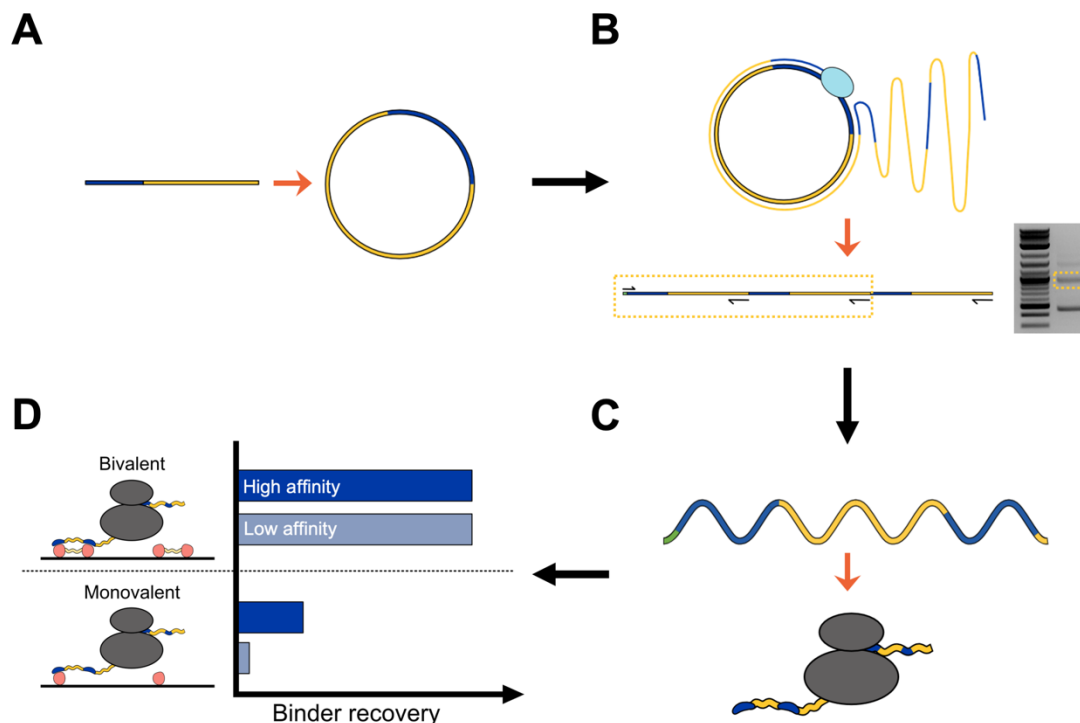 A
B
D
C
Bivalent
High affinity
Low affinity
Monovalent
Binder recovery